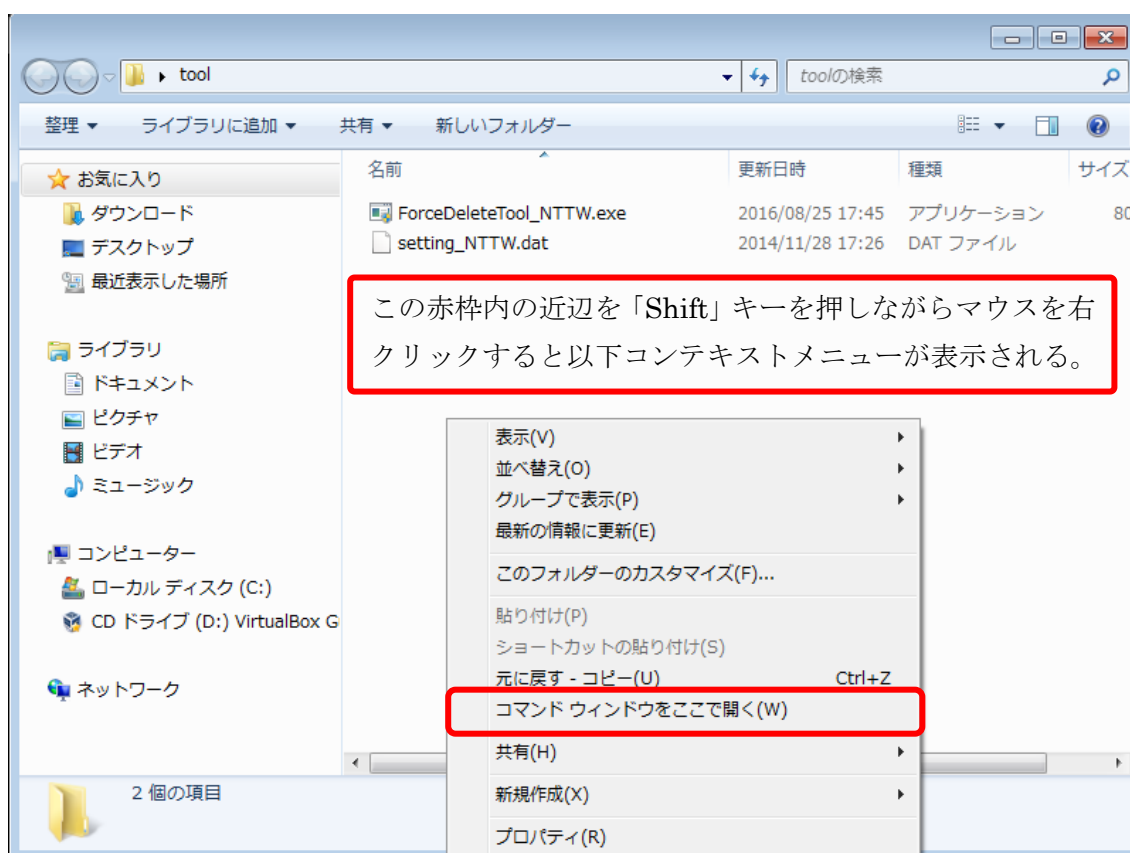 tool
toolの検索
整理
ライブラリに追加
共有
新しいフォルダー
お気に入り
ダウンロード
デスクトップ
最近表示した場所
ライブラリ
ドキュメント
ピクチャ
ビデオ
ミュージック
コンピューター
ローカル ディスク (C:)
CD ドライブ (D:) VirtualBox G
ネットワーク
名前 更新日時 種類 サイズ
ForceDeleteTool_NTTW.exe 2016/08/25 17:45 アプリケーション 80
setting_NTTW.dat 2014/11/28 17:26 DAT ファイル
この赤枠内の近辺を「Shift」キーを押しながらマウスを右
クリックすると以下コンテキストメニューが表示される。
表示(V)
並べ替え(O)
グループで表示(P)
最新の情報に更新(E)
このフォルダーのカスタマイズ(F)...
貼り付け(P)
ショートカットの貼り付け(S)
元に戻す - コピー(U) Ctrl+Z
コマンド ウィンドウをここで開く(W)
共有(H)
新規作成(X)
プロパティ(R)
2 個の項目